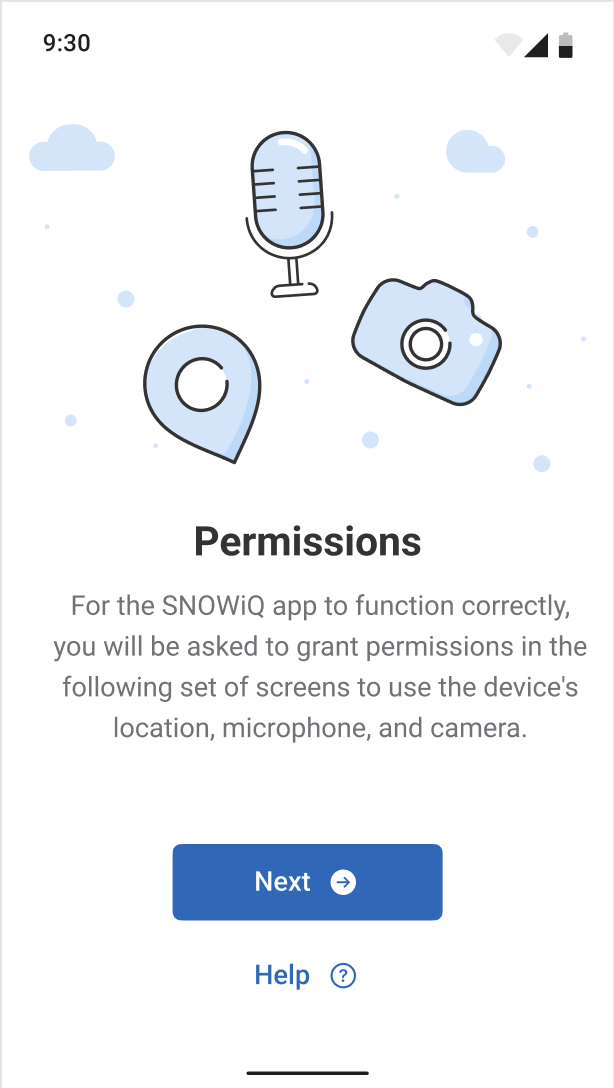 9:30
Permissions
For the SNOWiQ app to function correctly,
you will be asked to grant permissions in the
following set of screens to use the device's
location, microphone, and camera.
Next
Help ?